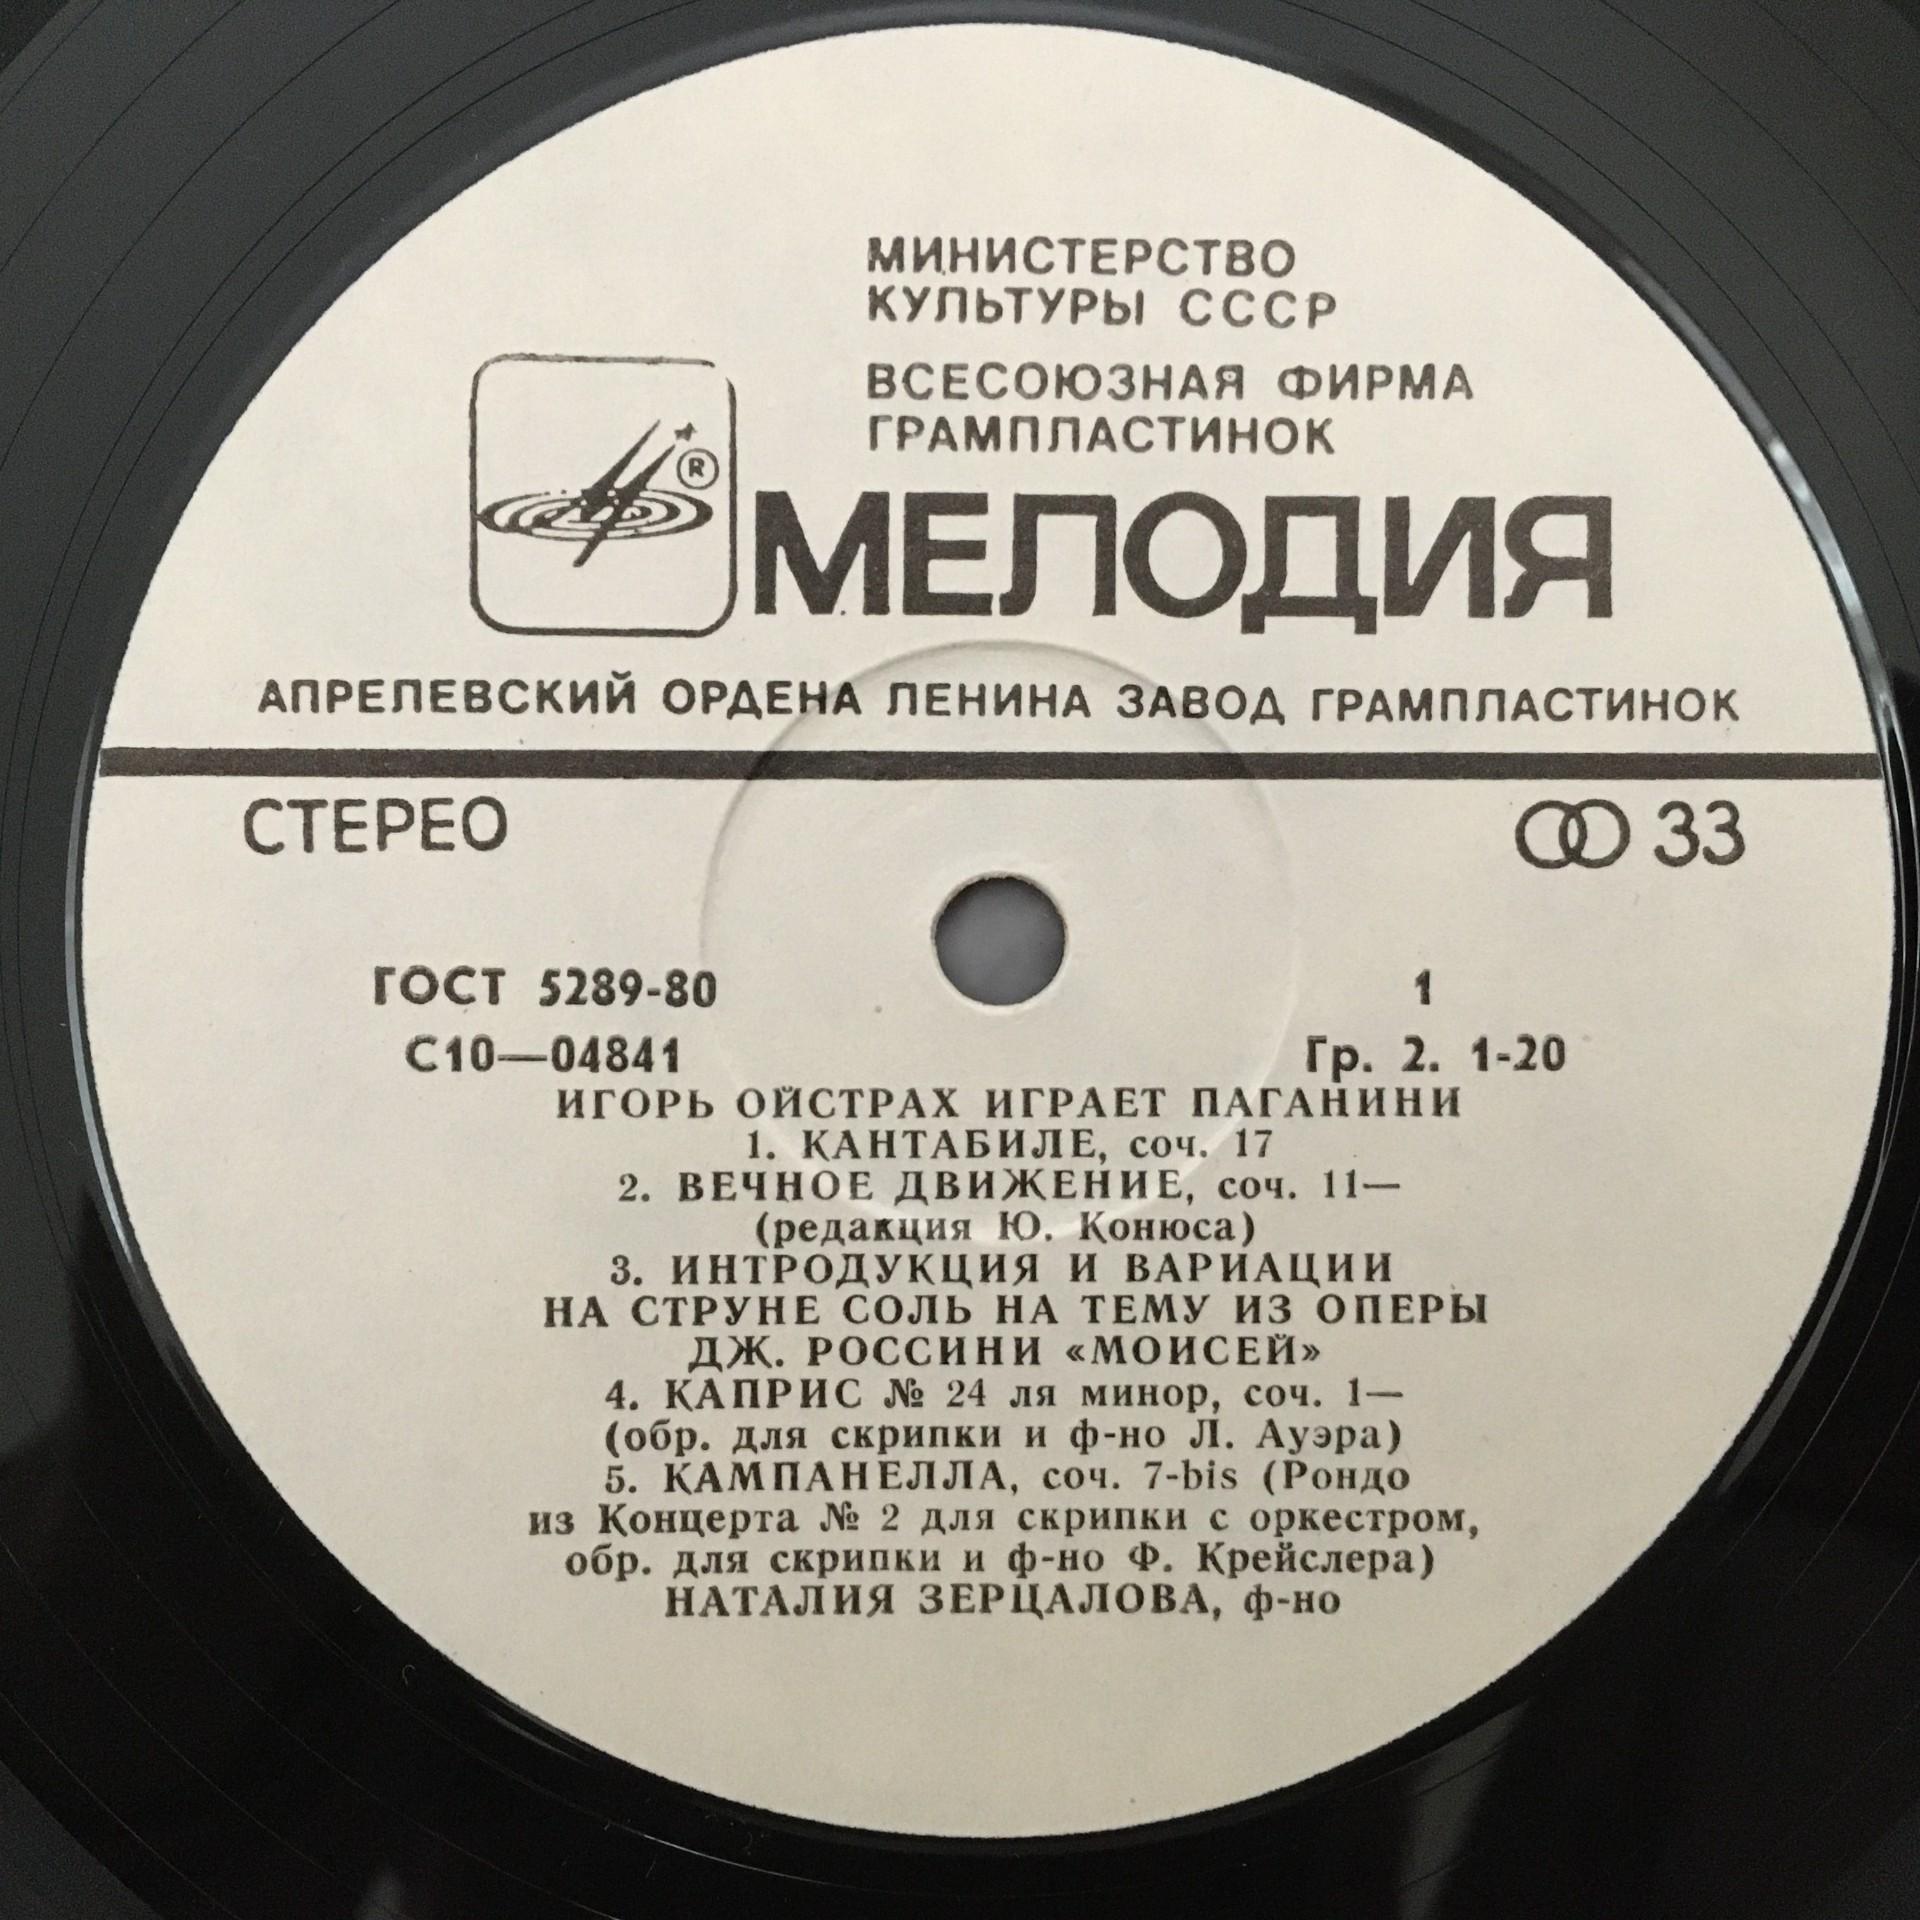 МИНИСТЕРСТВО
КУЛЬТУРЫ СССР
ВСЕСОЮЗНАЯ ФИРМА
ГРАМПЛАСТИНОК
®
МЕЛОДИЯ
АПРЕЛЕВСКИЙ ОРДЕНА ЛЕНИНА ЗАВОД ГРАМПЛАСТИНОК
СТЕРЕО
33
ГОСТ 5289-80
1
С10—04841
Гр. 2. 1-20
ИГОРЬ ОЙСТРАХ ИГРАЕТ ПАГАНИНИ
1. КАНТАБИЛЕ, соч. 17
2. ВЕЧНОЕ ДВИЖЕНИЕ, соч. 11—
(редакция Ю. Конюса)
3. ИНТРОДУКЦИЯ И ВАРИАЦИИ
НА СТРУНЕ СОЛЬ НА ТЕМУ ИЗ ОПЕРЫ
ДЖ. РОССИНИ «МОИСЕЙ»
4. КАПРИС № 24 ля минор, соч. 1—
(обр. для скрипки и ф-но Л. Ауэра)
5. КАМПАНЕЛЛА, соч. 7-bis (Рондо
из Концерта № 2 для скрипки с оркестром,
обр. для скрипки и ф-но Ф. Крейслера)
НАТАЛИЯ ЗЕРЦАЛОВА, ф-но